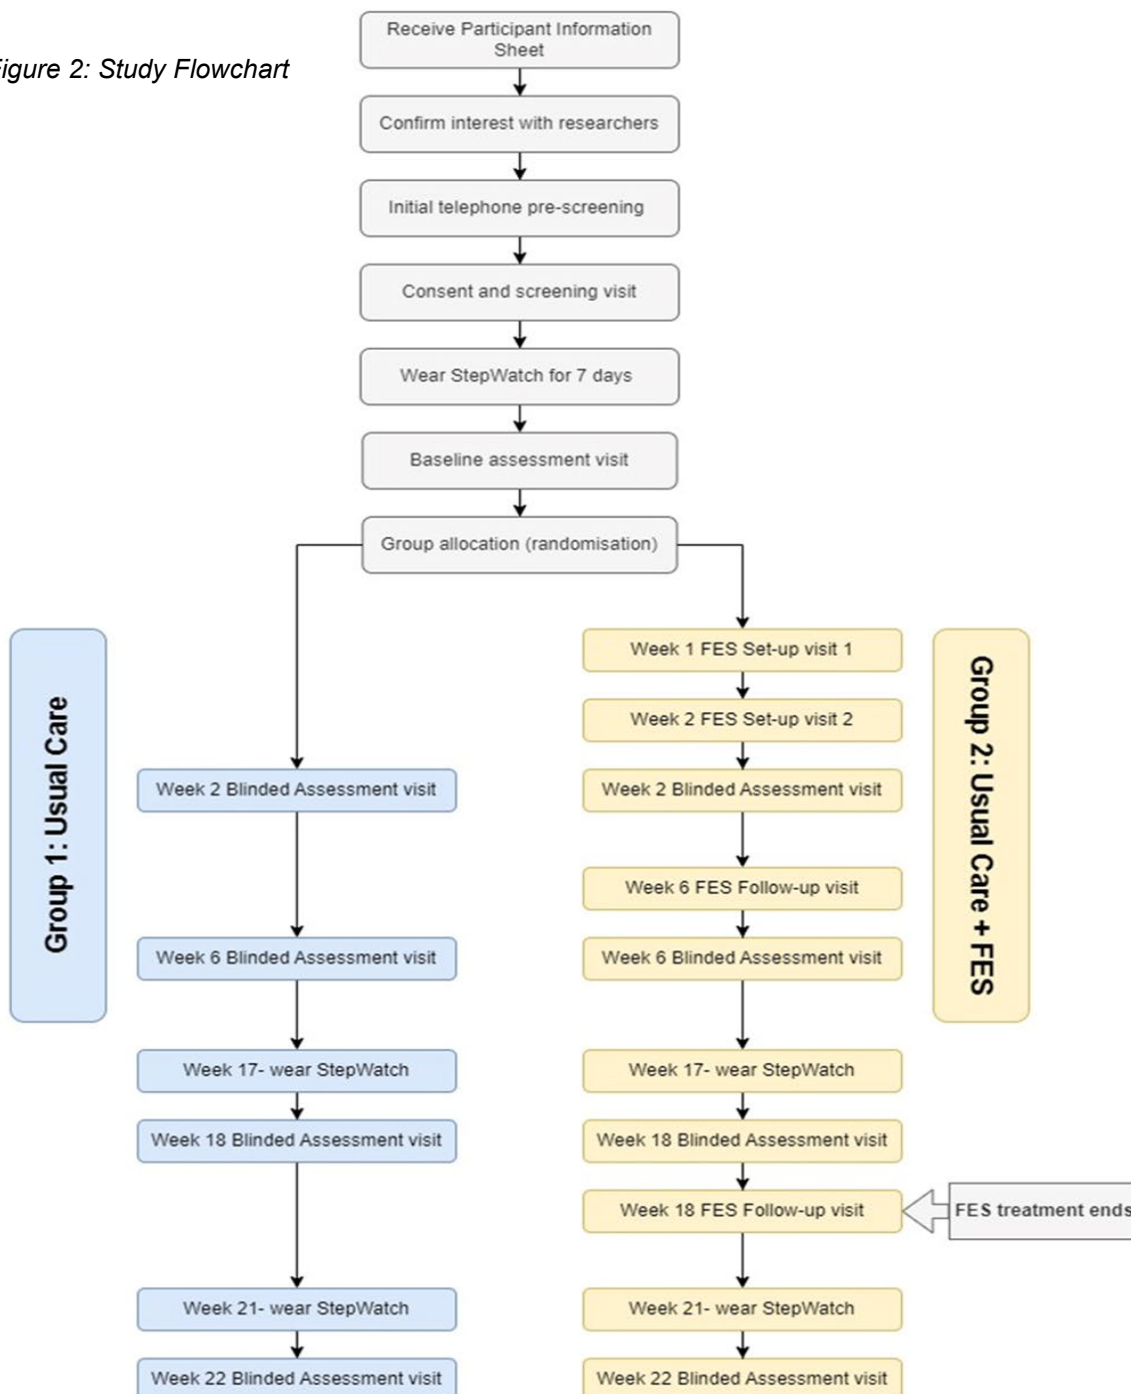 Receive Participant Information
Sheet
igure 2: Study Flowchart
Confirm interest with researchers
Initial telephone pre-screening
Consent and screening visit
Wear StepWatch for 7 days
Baseline assessment visit
Group allocation (randomisation)
Group 1: Usual Care
Week 2 Blinded Assessment visit
Week 6 Blinded Assessment visit
Week 17- wear StepWatch
Week 18 Blinded Assessment visit
Week 21- wear StepWatch
Week 22 Blinded Assessment visit
Week 1 FES Set-up visit 1
Week 2 FES Set-up visit 2
Week 2 Blinded Assessment visit
Week 6 FES Follow-up visit
Week 6 Blinded Assessment visit
Week 17- wear StepWatch
Week 18 Blinded Assessment visit
Week 18 FES Follow-up visit
Week 21- wear StepWatch
Week 22 Blinded Assessment visit
Group 2: Usual Care + FES
FES treatment ends